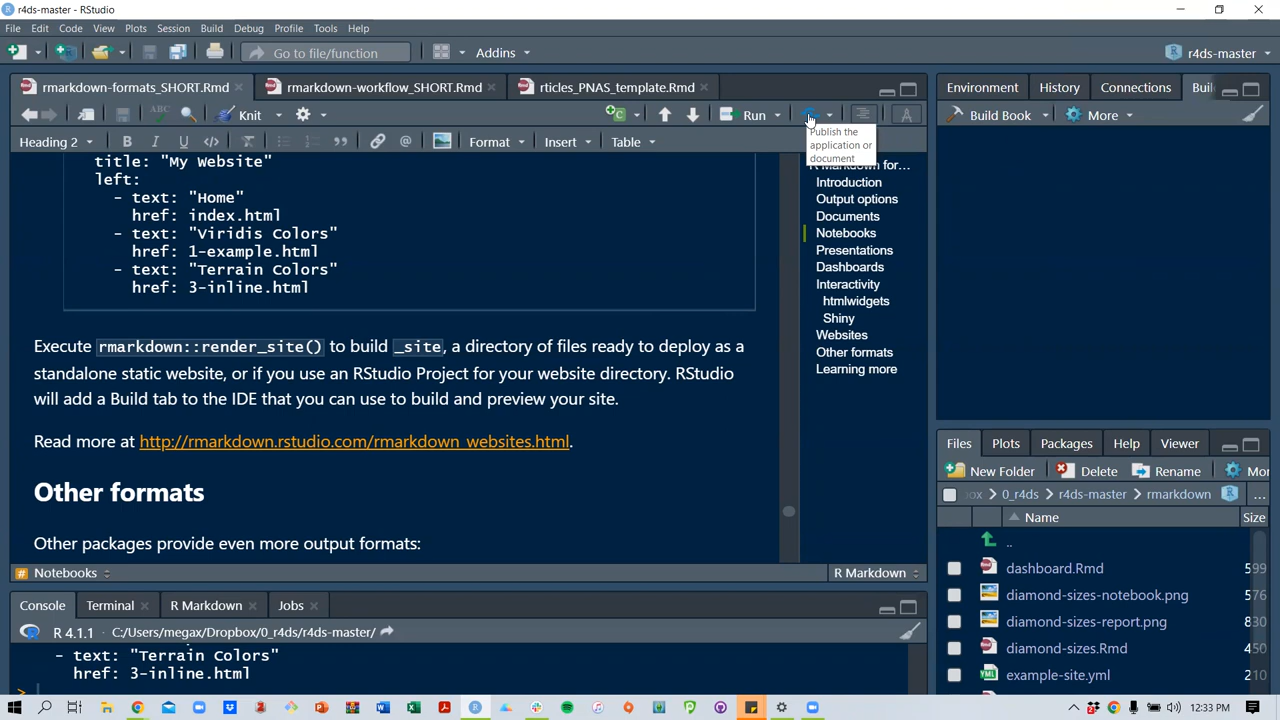 r4ds-master - RStudio
File Edit Code View Plots Session Build Debug Profile Tools Help
Go to file/function
Addins
r4ds-master
rmarkdown-formats_SHORT.Rmd
rmarkdown-workflow_SHORT.Rmd
rticles_PNAS_template.Rmd
Knit
Run
Heading 2
B I U
Format
Insert
Table
Publish the
application or
document
title: "My Website"
left:
- text: "Home"
href: index.html
- text: "Viridis Colors"
href: 1-example.html
- text: "Terrain Colors"
href: 3-inline.html
Execute rmarkdown::render_site() to build _site, a directory of files ready to deploy as a
standalone static website, or if you use an RStudio Project for your website directory. RStudio
will add a Build tab to the IDE that you can use to build and preview your site.
Read more at http://rmarkdown.rstudio.com/rmarkdown_websites.html.
Other formats
Other packages provide even more output formats:
R Markdown for...
Introduction
Output options
Documents
Notebooks
Presentations
Dashboards
Interactivity
htmlwidgets
Shiny
Websites
Other formats
Learning more
# Notebooks
R Markdown
Console Terminal R Markdown Jobs
R 4.1.1 · C:/Users/megax/Dropbox/0_r4ds/r4ds-master/
- text: "Terrain Colors"
href: 3-inline.html
>
Environment History Connections Build
Build Book More
Files Plots Packages Help Viewer
New Folder Delete Rename Mor
ox 0_r4ds r4ds-master rmarkdown ...
Name Size
..
dashboard.Rmd 599
diamond-sizes-notebook.png 576
diamond-sizes-report.png 830
diamond-sizes.Rmd 450
example-site.yml 210
12:33 PM